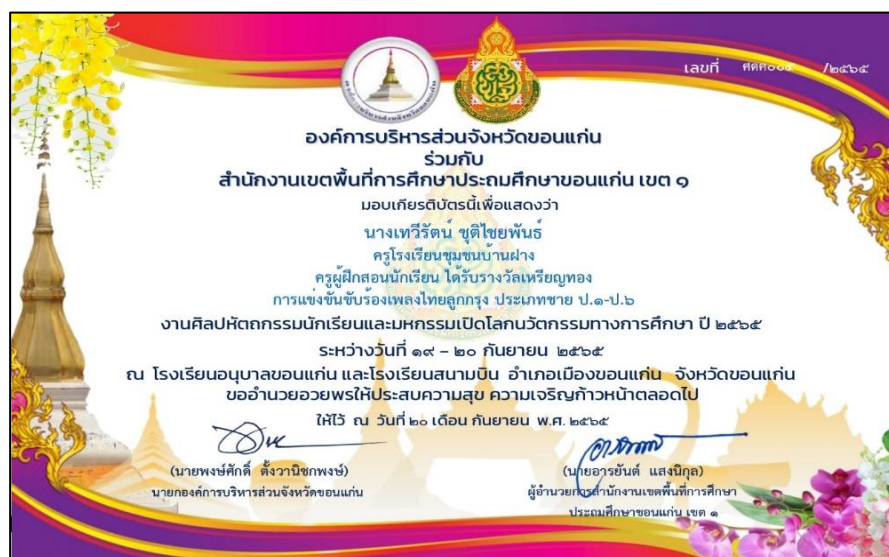 เลขที่ ศตศ๐๐๔ /๒๕๖๕
องค์การบริหารส่วนจังหวัดขอนแก่น
ร่วมกับ
สำนักงานเขตพื้นที่การศึกษาประถมศึกษาขอนแก่น เขต ๑
มอบเกียรติบัตรนี้เพื่อแสดงว่า
นางเทวีรัตน์ ชุติไชยพันธ์
ครูโรงเรียนชุมชนบ้านฝาง
ครูผู้ฝึกสอนนักเรียน ได้รับรางวัลเหรียญทอง
การแข่งขันขับร้องเพลงไทยลูกกรุง ประเภทชาย ป.๑-ป.๖
งานศิลปหัตถกรรมนักเรียนและมหกรรมเปิดโลกนวัตกรรมทางการศึกษา ปี ๒๕๖๕
ระหว่างวันที่ ๑๙ – ๒๐ กันยายน ๒๕๖๕
ณ โรงเรียนอนุบาลขอนแก่น และโรงเรียนสนามบิน อำเภอเมืองขอนแก่น จังหวัดขอนแก่น
ขออำนวยอวยพรให้ประสบความสุข ความเจริญก้าวหน้าตลอดไป
ให้ไว้ ณ วันที่ ๒๐ เดือน กันยายน พ.ศ. ๒๕๖๕
(นายพงษ์ศักดิ์ ตั้งวานิชกพงษ์)
นายกองค์การบริหารส่วนจังหวัดขอนแก่น
(นายอารยันต์ แสงนิกุล)
ผู้อำนวยการสำนักงานเขตพื้นที่การศึกษา
ประถมศึกษาขอนแก่น เขต ๑